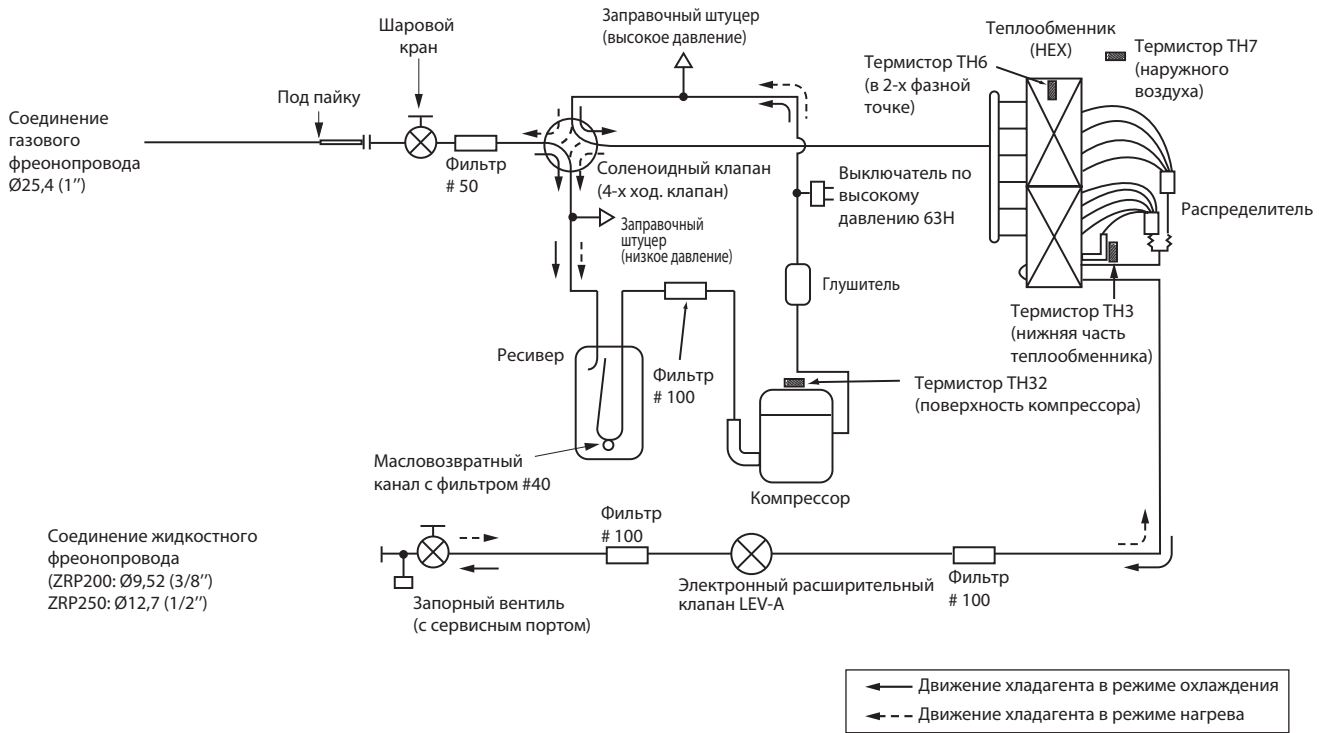 Заправочный штуцер
(высокое давление)
Шаровой
кран
Теплообменник
(HEX)
Термистор TH7
(наружного
воздуха)
Термистор TH6
(в 2-х фазной
точке)
Под пайку
Соединение
газового
фреонопровода
Ø25,4 (1’’)
Фильтр
# 50
Соленоидный клапан
(4-х ход. клапан)
Выключатель по
высокому
давлению 63H
Распределитель
Заправочный
штуцер
(низкое давление)
Глушитель
Термистор TH3
(нижняя часть
теплообменника)
Ресивер
Фильтр
# 100
Термистор TH32
(поверхность компрессора)
Масловозвратный
канал с фильтром #40
Компрессор
Соединение жидкостного
фреонопровода
(ZRP200: Ø9,52 (3/8’’)
ZRP250: Ø12,7 (1/2’’)
Фильтр
# 100
Электронный расширительный
клапан LEV-A
Фильтр
# 100
Запорный вентиль
(с сервисным портом)
Движение хладагента в режиме охлаждения
Движение хладагента в режиме нагрева